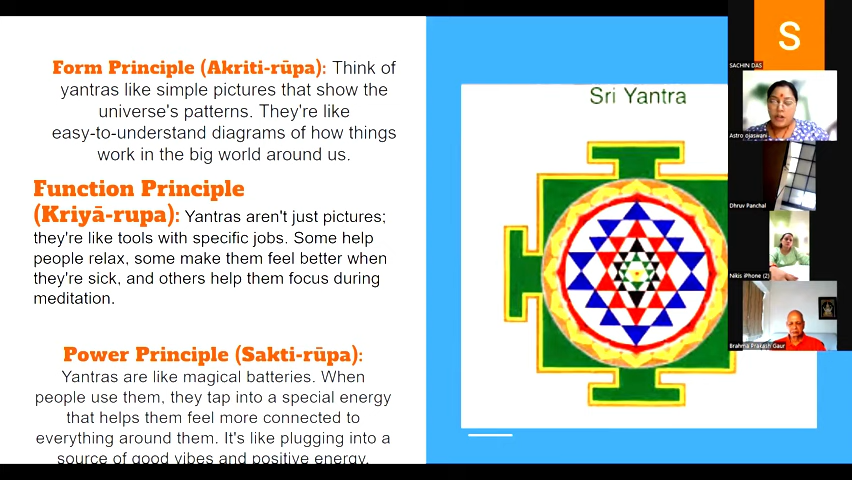 Form Principle (Akriti-rūpa): Think of
yantras like simple pictures that show the
universe's patterns. They're like
easy-to-understand diagrams of how things
work in the big world around us.
Function Principle
(Kriyā-rupa): Yantras aren't just pictures;
they're like tools with specific jobs. Some help
people relax, some make them feel better when
they're sick, and others help them focus during
meditation.
Power Principle (Sakti-rūpa):
Yantras are like magical batteries. When
people use them, they tap into a special energy
that helps them feel more connected to
everything around them. It's like plugging into a
source of good vibes and positive energy.
Sri Yantra
S
SACHIN DAS
Astro ojaswani
Dhruv Panchal
Nikis iPhone (2)
Brahma Prakash Gaur